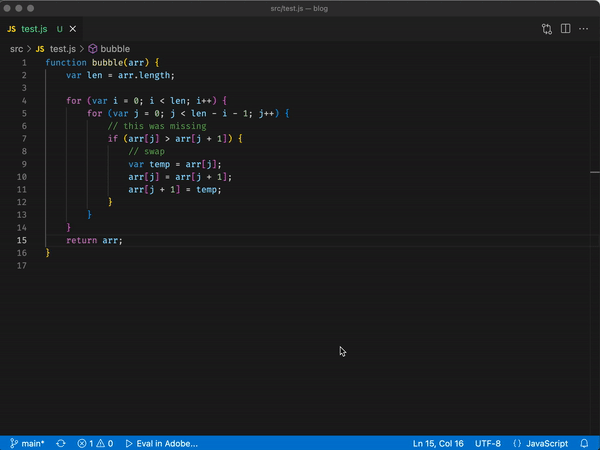 src/test.js — blog
JS test.js U
src JS test.js bubble
1 function bubble(arr) {
2 var len = arr.length;
3
4 for (var i = 0; i < len; i++) {
5 for (var j = 0; j < len - i - 1; j++) {
6 // this was missing
7 if (arr[j] > arr[j + 1]) {
8 // swap
9 var temp = arr[j];
10 arr[j] = arr[j + 1];
11 arr[j + 1] = temp;
12 }
13 }
14 }
15 return arr;
16 }
17
main* 1 0 Eval in Adobe... Ln 15, Col 16 UTF-8 {} JavaScript